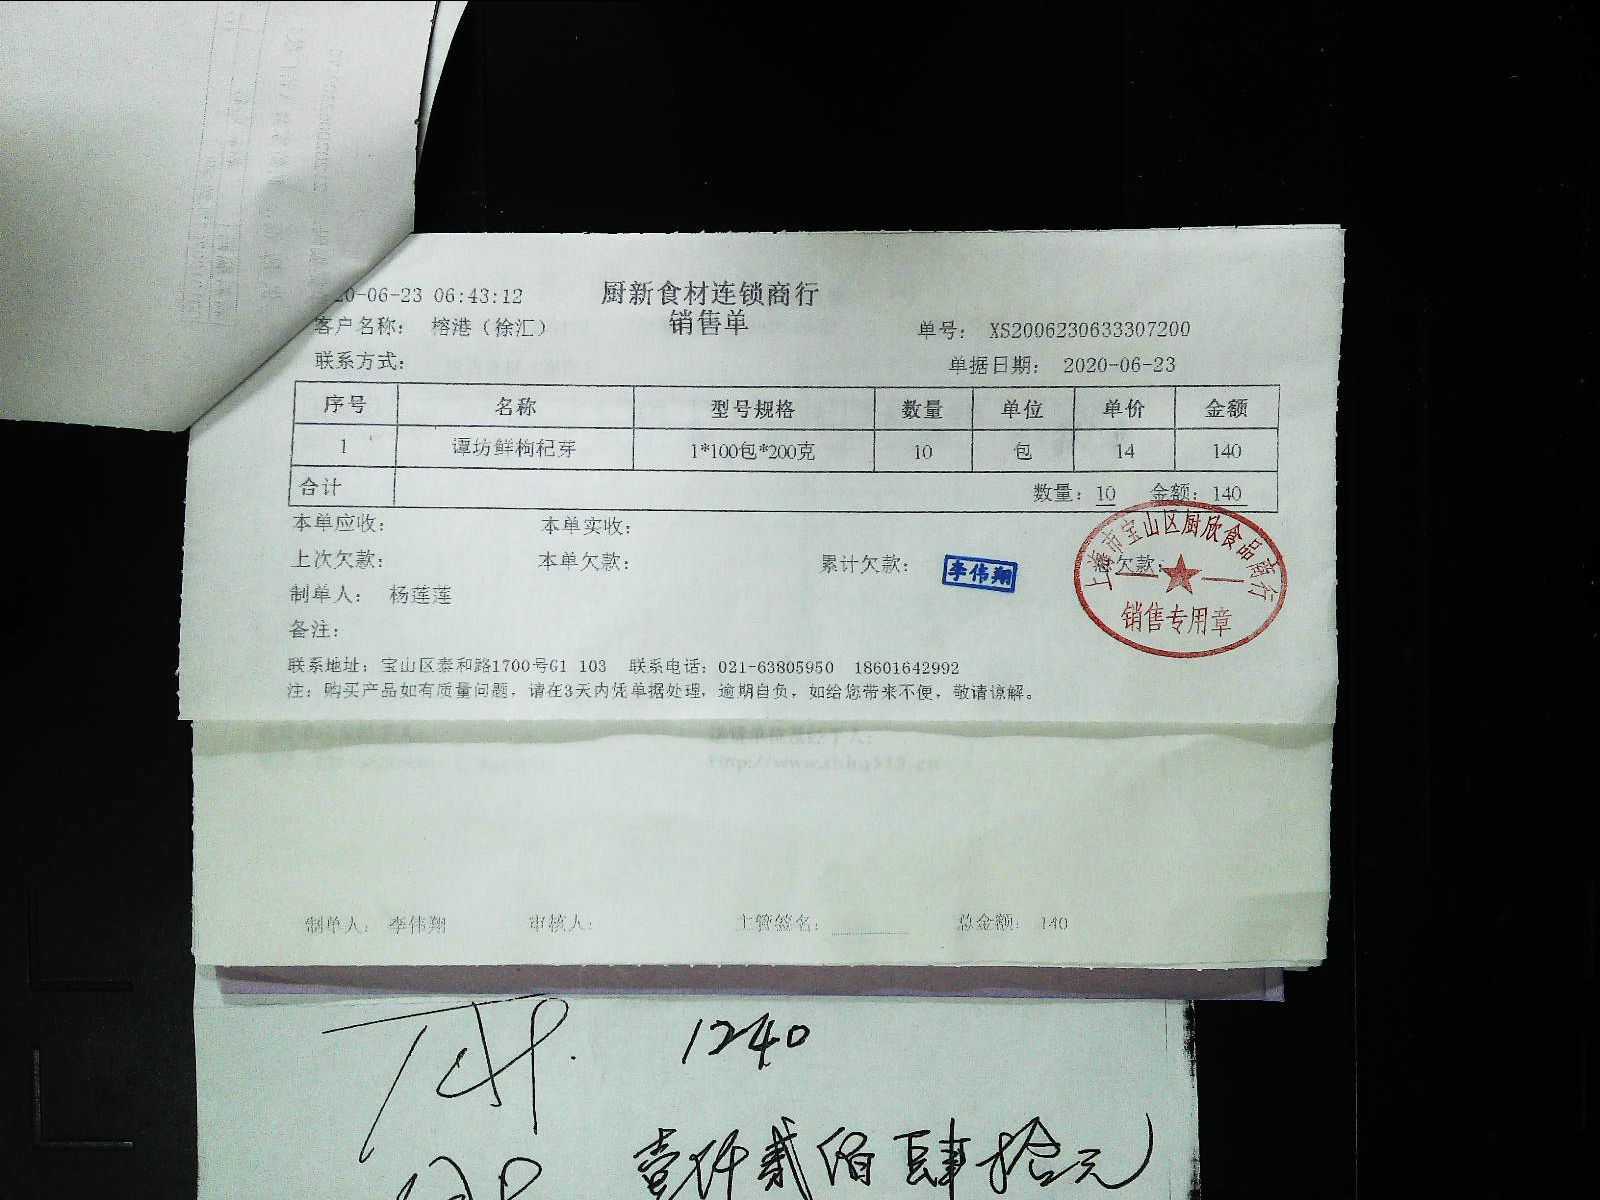 20-06-23 06:43:12
厨新食材连锁商行
销售单
客户名称： 榕港（徐汇）
单号： XS2006230633307200
联系方式：
单据日期： 2020-06-23
序号 名称 型号规格 数量 单位 单价 金额
1 谭坊鲜枸杞芽 1*100包*200克 10 包 14 140
合计 数量：10 金额：140
本单应收： 本单实收：
上次欠款： 本单欠款： 累计欠款： 欠款：
李伟翔
上海市宝山区厨欣食品商行
销售专用章
制单人： 杨莲莲
备注：
联系地址：宝山区泰和路1700号G1 103 联系电话：021-63805950 18601642992
注：购买产品如有质量问题，请在3天内凭单据处理，逾期自负，如给您带来不便，敬请谅解。
制单人： 李伟翔 审核人： 主管签名： 总金额： 140
1240
壹仟贰佰肆拾元